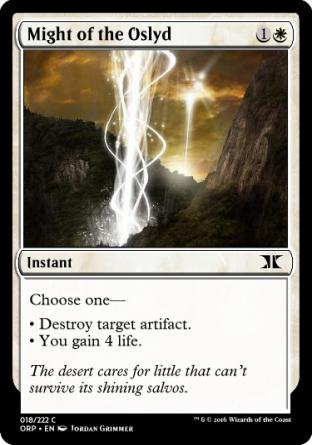 Might of the Oslyd 1
Instant
Choose one—
• Destroy target artifact.
• You gain 4 life.
The desert cares for little that can't
survive its shining salvos.
018/222 C
ORP • EN Jordan Grimmer
™ & © 2016 Wizards of the Coast